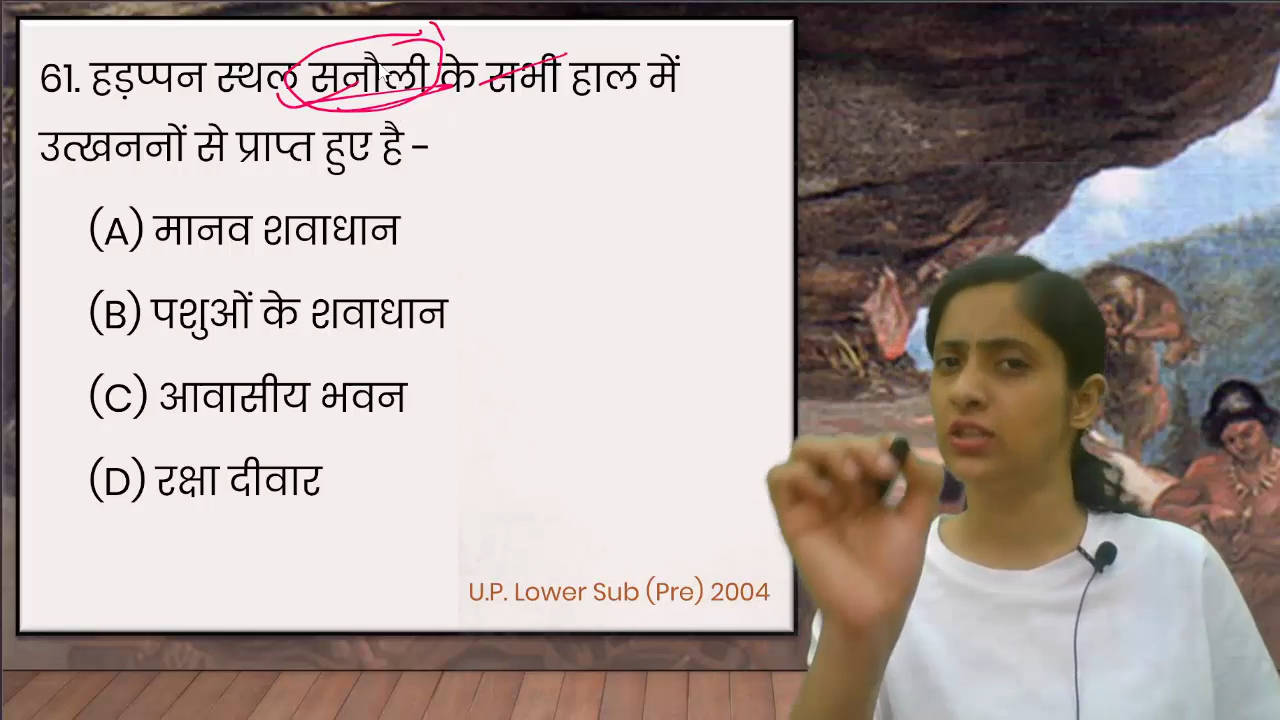 61. हड़प्पन स्थल सनौली के सभी हाल में
उत्खननों से प्राप्त हुए है -
(A) मानव शवाधान
(B) पशुओं के शवाधान
(C) आवासीय भवन
(D) रक्षा दीवार
U.P. Lower Sub (Pre) 2004